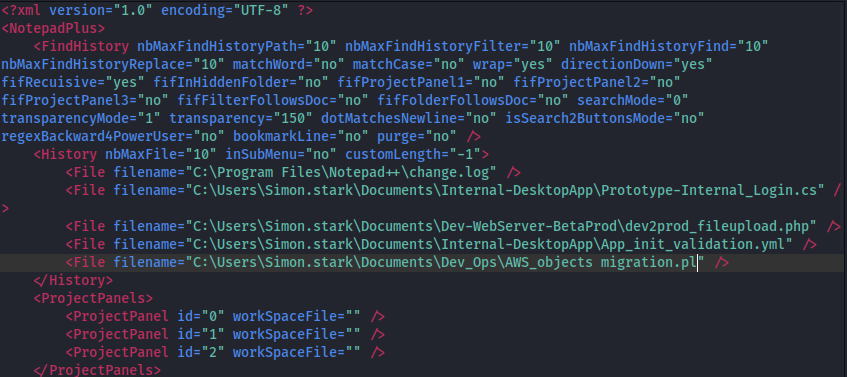 <?xml version="1.0" encoding="UTF-8" ?>
<NotepadPlus>
    <FindHistory nbMaxFindHistoryPath="10" nbMaxFindHistoryFilter="10" nbMaxFindHistoryFind="10"
nbMaxFindHistoryReplace="10" matchWord="no" matchCase="no" wrap="yes" directionDown="yes"
fifRecuisive="yes" fifInHiddenFolder="no" fifProjectPanel1="no" fifProjectPanel2="no"
fifProjectPanel3="no" fifFilterFollowsDoc="no" fifFolderFollowsDoc="no" searchMode="0"
transparencyMode="1" transparency="150" dotMatchesNewline="no" isSearch2ButtonsMode="no"
regexBackward4PowerUser="no" bookmarkLine="no" purge="no" />
    <History nbMaxFile="10" inSubMenu="no" customLength="-1">
        <File filename="C:\Program Files\Notepad++\change.log" />
        <File filename="C:\Users\Simon.stark\Documents\Internal-DesktopApp\Prototype-Internal_Login.cs" /
>
        <File filename="C:\Users\Simon.stark\Documents\Dev-WebServer-BetaProd\dev2prod_fileupload.php" />
        <File filename="C:\Users\Simon.stark\Documents\Internal-DesktopApp\App_init_validation.yml" />
        <File filename="C:\Users\Simon.stark\Documents\Dev_Ops\AWS_objects migration.pl" />
    </History>
    <ProjectPanels>
        <ProjectPanel id="0" workSpaceFile="" />
        <ProjectPanel id="1" workSpaceFile="" />
        <ProjectPanel id="2" workSpaceFile="" />
    </ProjectPanels>